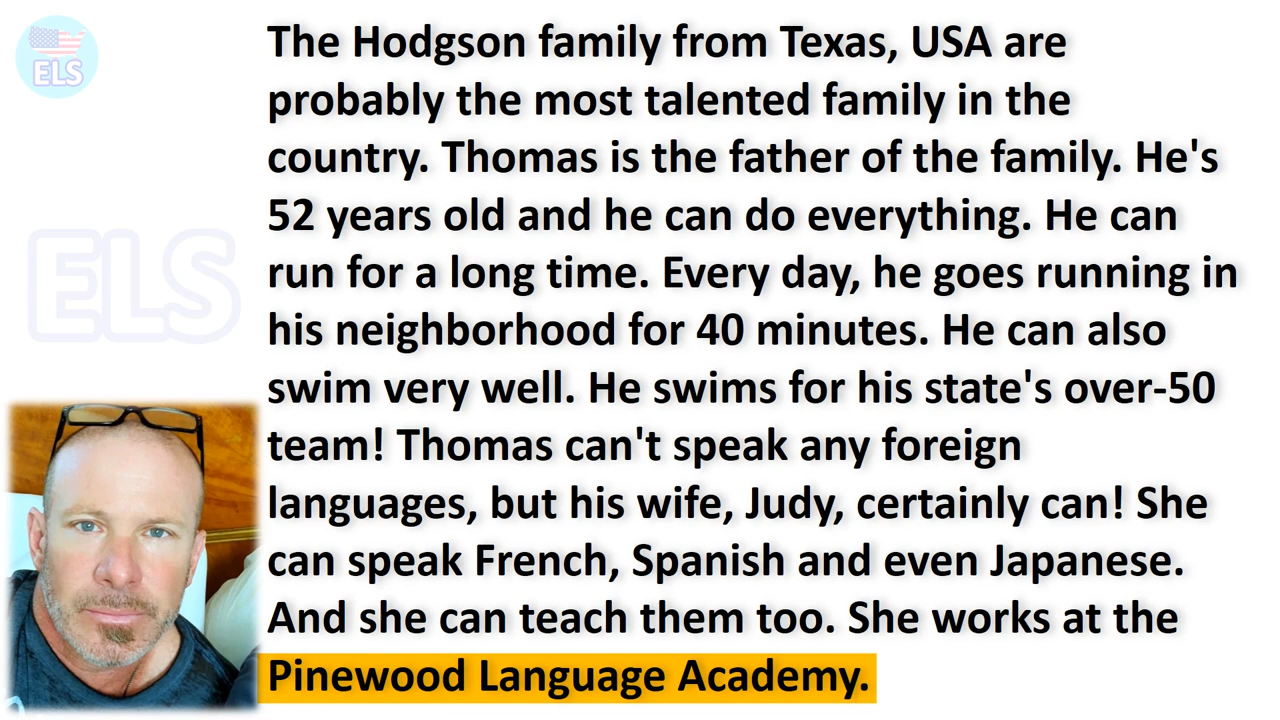 ELS
The Hodgson family from Texas, USA are
probably the most talented family in the
country. Thomas is the father of the family. He's
52 years old and he can do everything. He can
run for a long time. Every day, he goes running in
his neighborhood for 40 minutes. He can also
swim very well. He swims for his state's over-50
team! Thomas can't speak any foreign
languages, but his wife, Judy, certainly can! She
can speak French, Spanish and even Japanese.
And she can teach them too. She works at the
Pinewood Language Academy.
ELS